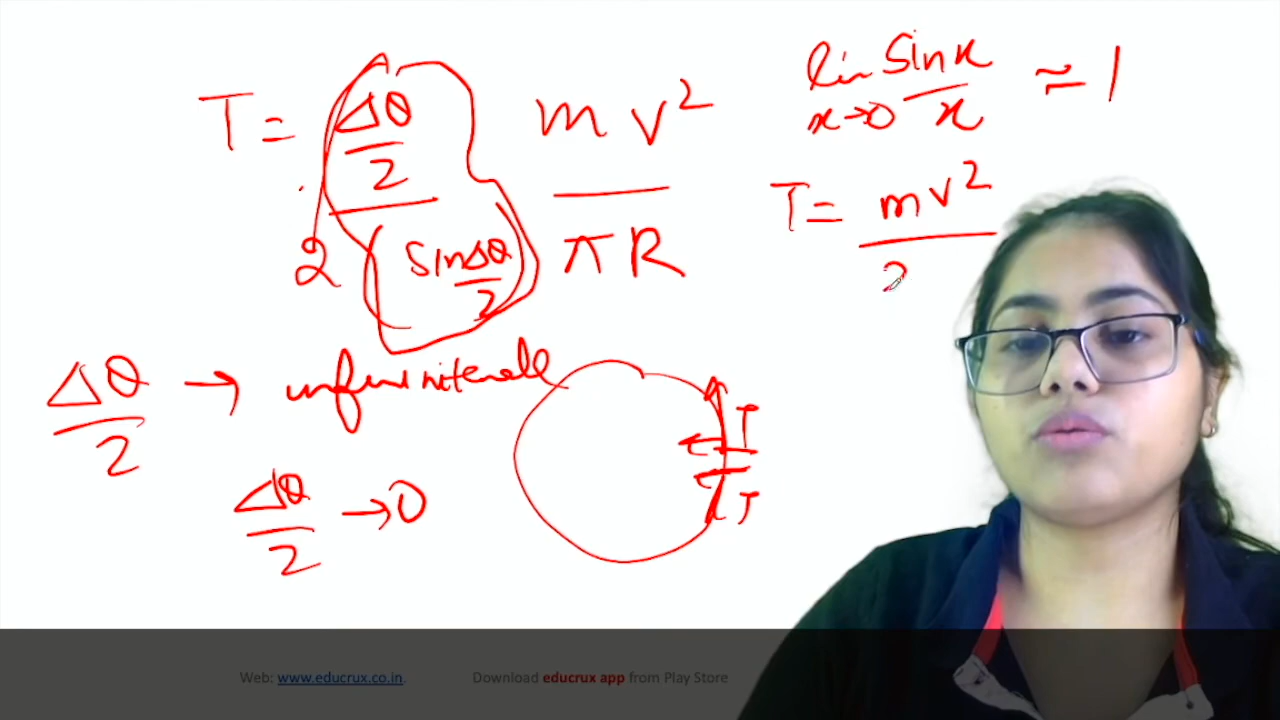 T = Δθ/2 / 2 (sin Δθ/2) mv²/πR
lim x→0 sin x/x ≈ 1
T = mv²/2
Δθ/2 → infinitesmall
Δθ/2 → 0
T
T
Web: www.educrux.co.in. Download educrux app from Play Store